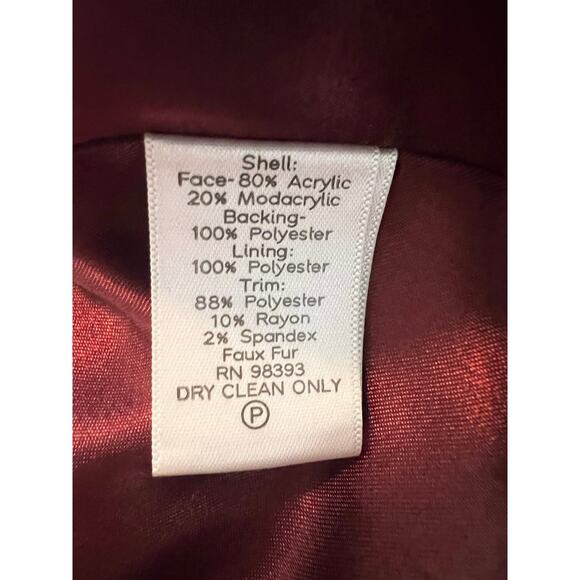 Shell:
Face-80% Acrylic
20% Modacrylic
Backing-
100% Polyester
Lining:
100% Polyester
Trim:
88% Polyester
10% Rayon
2% Spandex
Faux Fur
RN 98393
DRY CLEAN ONLY
P